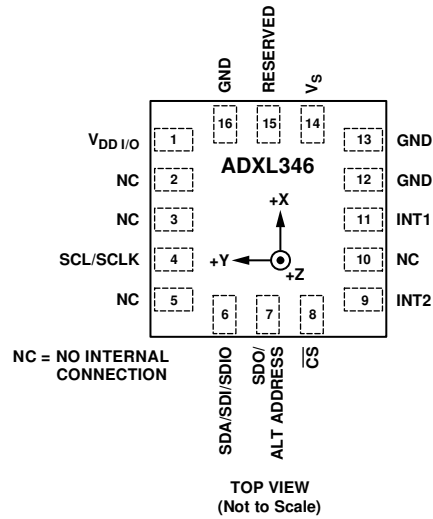 GND
RESERVED
VS
16
15
14
VDD I/O
1
13
GND
ADXL346
NC
2
12
GND
+X
NC
3
11
INT1
SCL/SCLK
4
+Y
+Z
10
NC
NC
5
9
INT2
6
7
8
NC = NO INTERNAL
CONNECTION
SDA/SDI/SDIO
SDO/
ALT ADDRESS
C̅S̅
TOP VIEW
(Not to Scale)